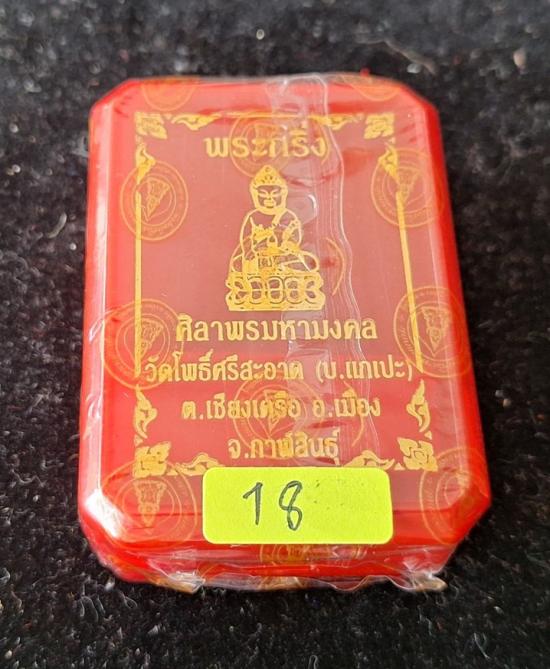 พระกริ่ง
ศิลาพรมหามงคล
วัดโพธิ์ศรีสะอาด (บ.แกเปะ)
ต.เชียงเครือ อ.เมือง
จ.กาฬสินธุ์
18